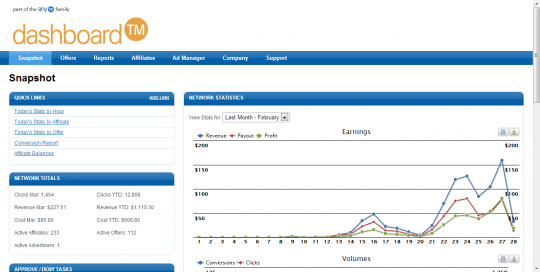 part of the any TM family
dashboard TM
Snapshot Offers Reports Affiliates Ad Manager Company Support
Snapshot
QUICK LINKS ADD LINK
Today's Stats by Hour
Today's Stats by Affiliate
Today's Stats by Offer
Conversion Report
Affiliate Balances
NETWORK TOTALS
Clicks Mar: 1,454 Clicks YTD: 12,808
Revenue Mar: $227.51 Revenue YTD: $1,110.30
Cost Mar: $85.80 Cost YTD: $606.80
Active Affiliates: 233 Active Offers: 112
Active Advertisers: 1
APPROVE / DENY TASKS
NETWORK STATISTICS
View Stats for Last Month - February
Earnings
Revenue Payout Profit
$200 $200
$150 $150
$100 $100
$50 $50
1 2 3 4 5 6 7 8 9 10 11 12 13 14 15 16 17 18 19 20 21 22 23 24 25 26 27 28
Volumes
Conversions Clicks